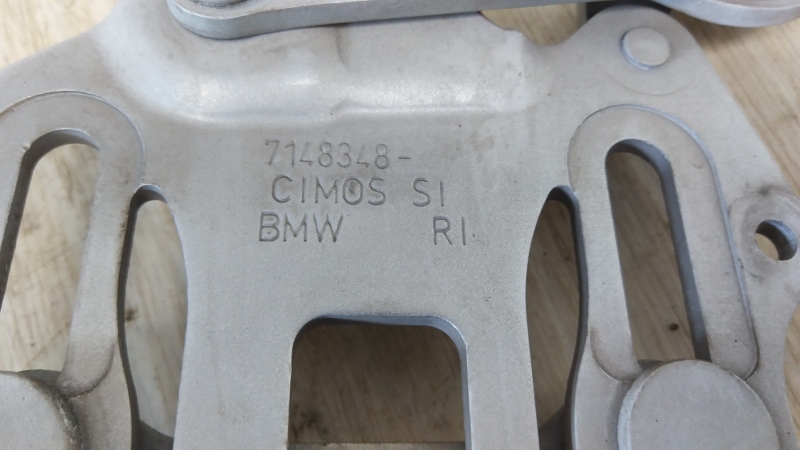 7148348-
CIMOS SI
BMW RI